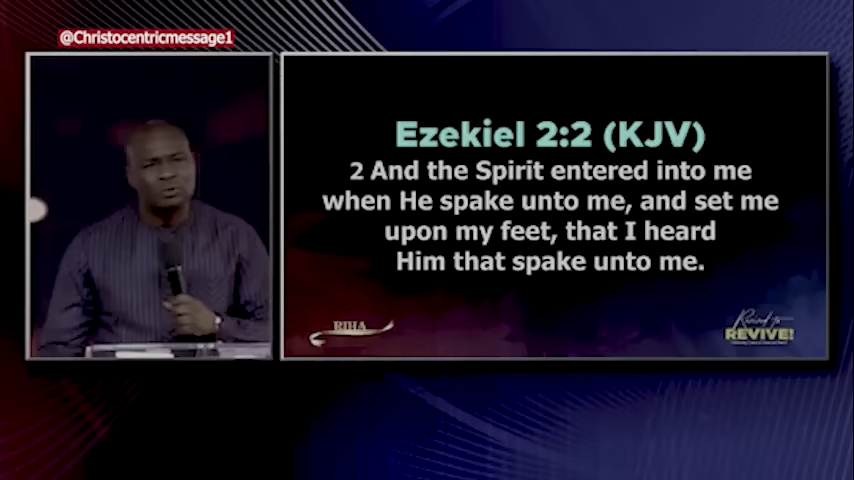 @Christocentricmessage1
Ezekiel 2:2 (KJV)
2 And the Spirit entered into me
when He spake unto me, and set me
upon my feet, that I heard
Him that spake unto me.
REVIVE!